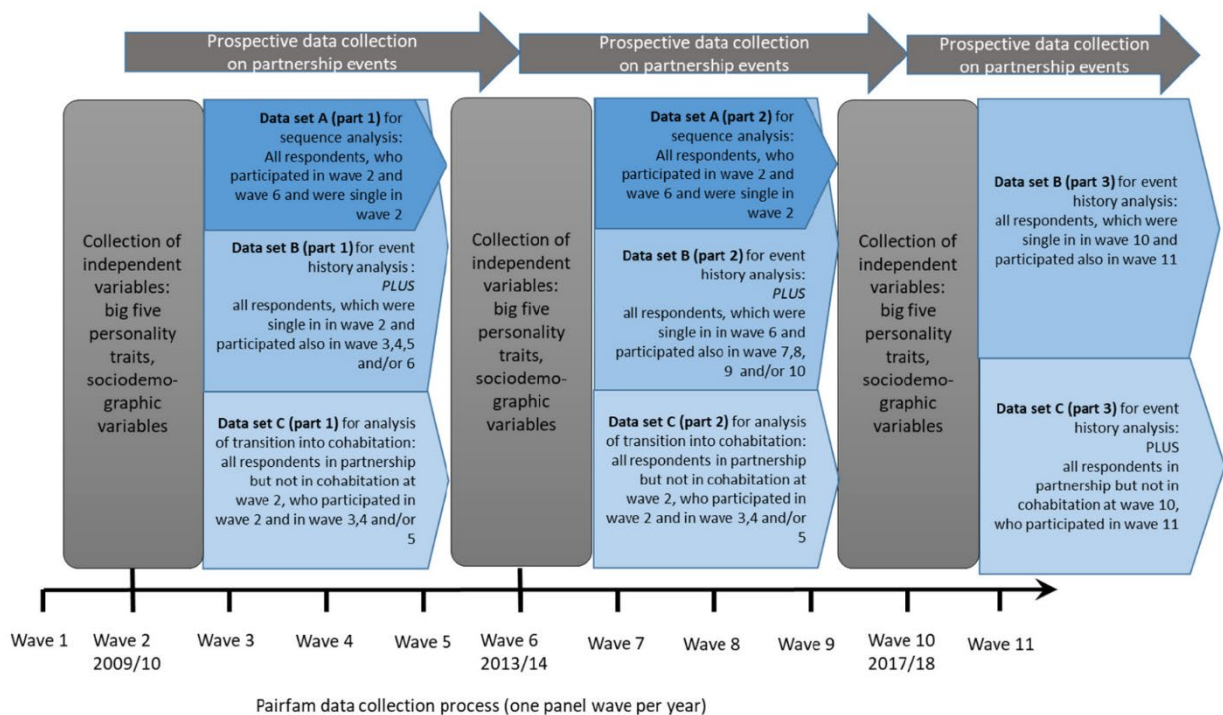 Prospective data collection
on partnership events
Prospective data collection
on partnership events
Prospective data collection
on partnership events
Collection of
independent
variables:
big five
personality
traits,
sociodemo-
graphic
variables
Data set A (part 1) for
sequence analysis:
All respondents, who
participated in wave 2 and
wave 6 and were single in
wave 2
Data set B (part 1) for event
history analysis :
PLUS
all respondents, which were
single in in wave 2 and
participated also in wave 3,4,5
and/or 6
Data set C (part 1) for analysis
of transition into cohabitation:
all respondents in partnership
but not in cohabitation at
wave 2, who participated in
wave 2 and in wave 3,4 and/or
5
Collection of
independent
variables:
big five
personality
traits,
sociodemo-
graphic
variables
Data set A (part 2) for
sequence analysis:
All respondents, who
participated in wave 2 and
wave 6 and were single in
wave 2
Data set B (part 2) for event
history analysis:
PLUS
all respondents, which were
single in in wave 6 and
participated also in wave 7,8,
9 and/or 10
Data set C (part 2) for analysis
of transition into cohabitation:
all respondents in partnership
but not in cohabitation at
wave 2, who participated in
wave 2 and in wave 3,4 and/or
5
Collection of
independent
variables:
big five
personality
traits,
sociodemo-
graphic
variables
Data set B (part 3) for event
history analysis:
all respondents, which were
single in in wave 10 and
participated also in wave 11
Data set C (part 3) for event
history analysis:
PLUS
all respondents in
partnership but not in
cohabitation at wave 10,
who participated in wave 11
Wave 1
Wave 2
2009/10
Wave 3
Wave 4
Wave 5
Wave 6
2013/14
Wave 7
Wave 8
Wave 9
Wave 10
2017/18
Wave 11
Pairfam data collection process (one panel wave per year)